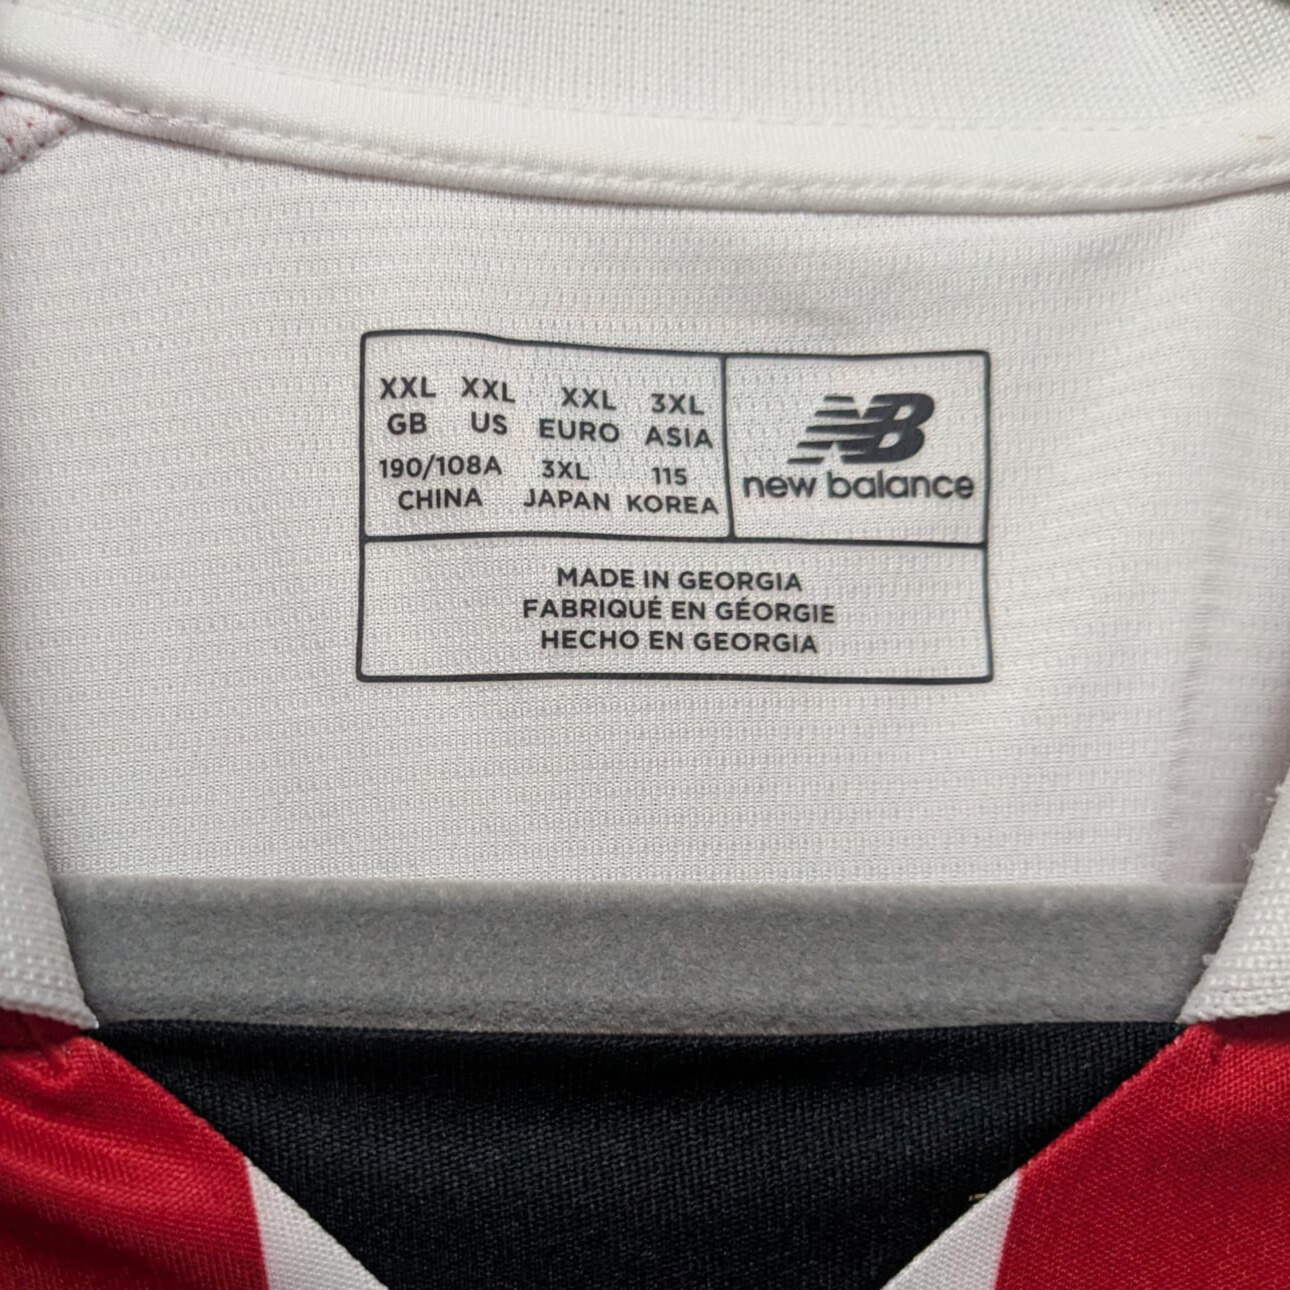 XXL XXL XXL 3XL
GB US EURO ASIA
190/108A 3XL 115
CHINA JAPAN KOREA
NB
new balance
MADE IN GEORGIA
FABRIQUÉ EN GÉORGIE
HECHO EN GEORGIA